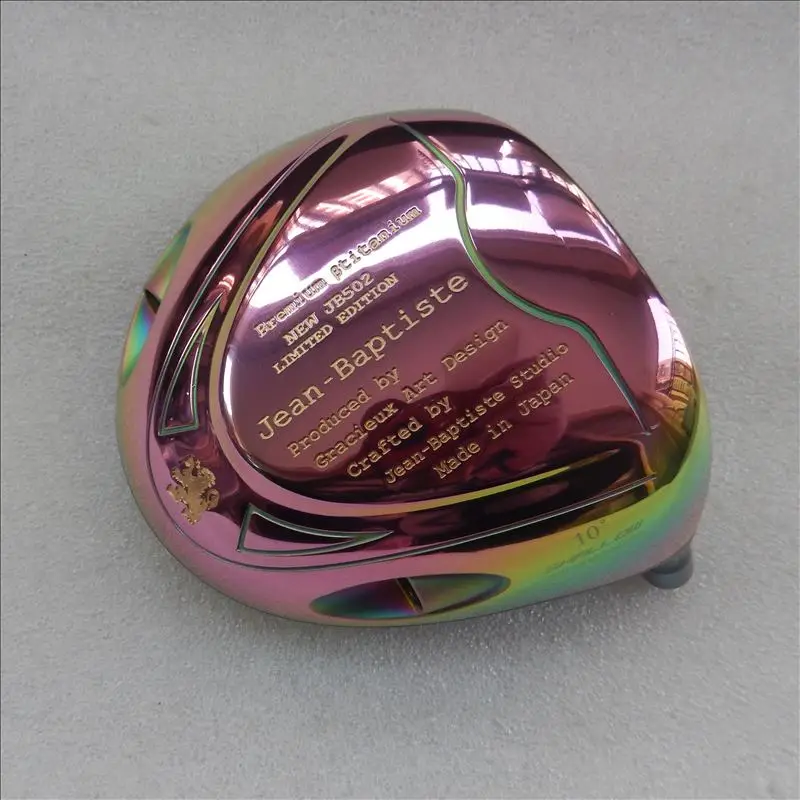 Premium βtitanium
NEW JB502
LIMITED EDITION
Jean-Baptiste
Produced by
Gracieux Art Design
Crafted by
Jean-Baptiste Studio
Made in Japan
10°